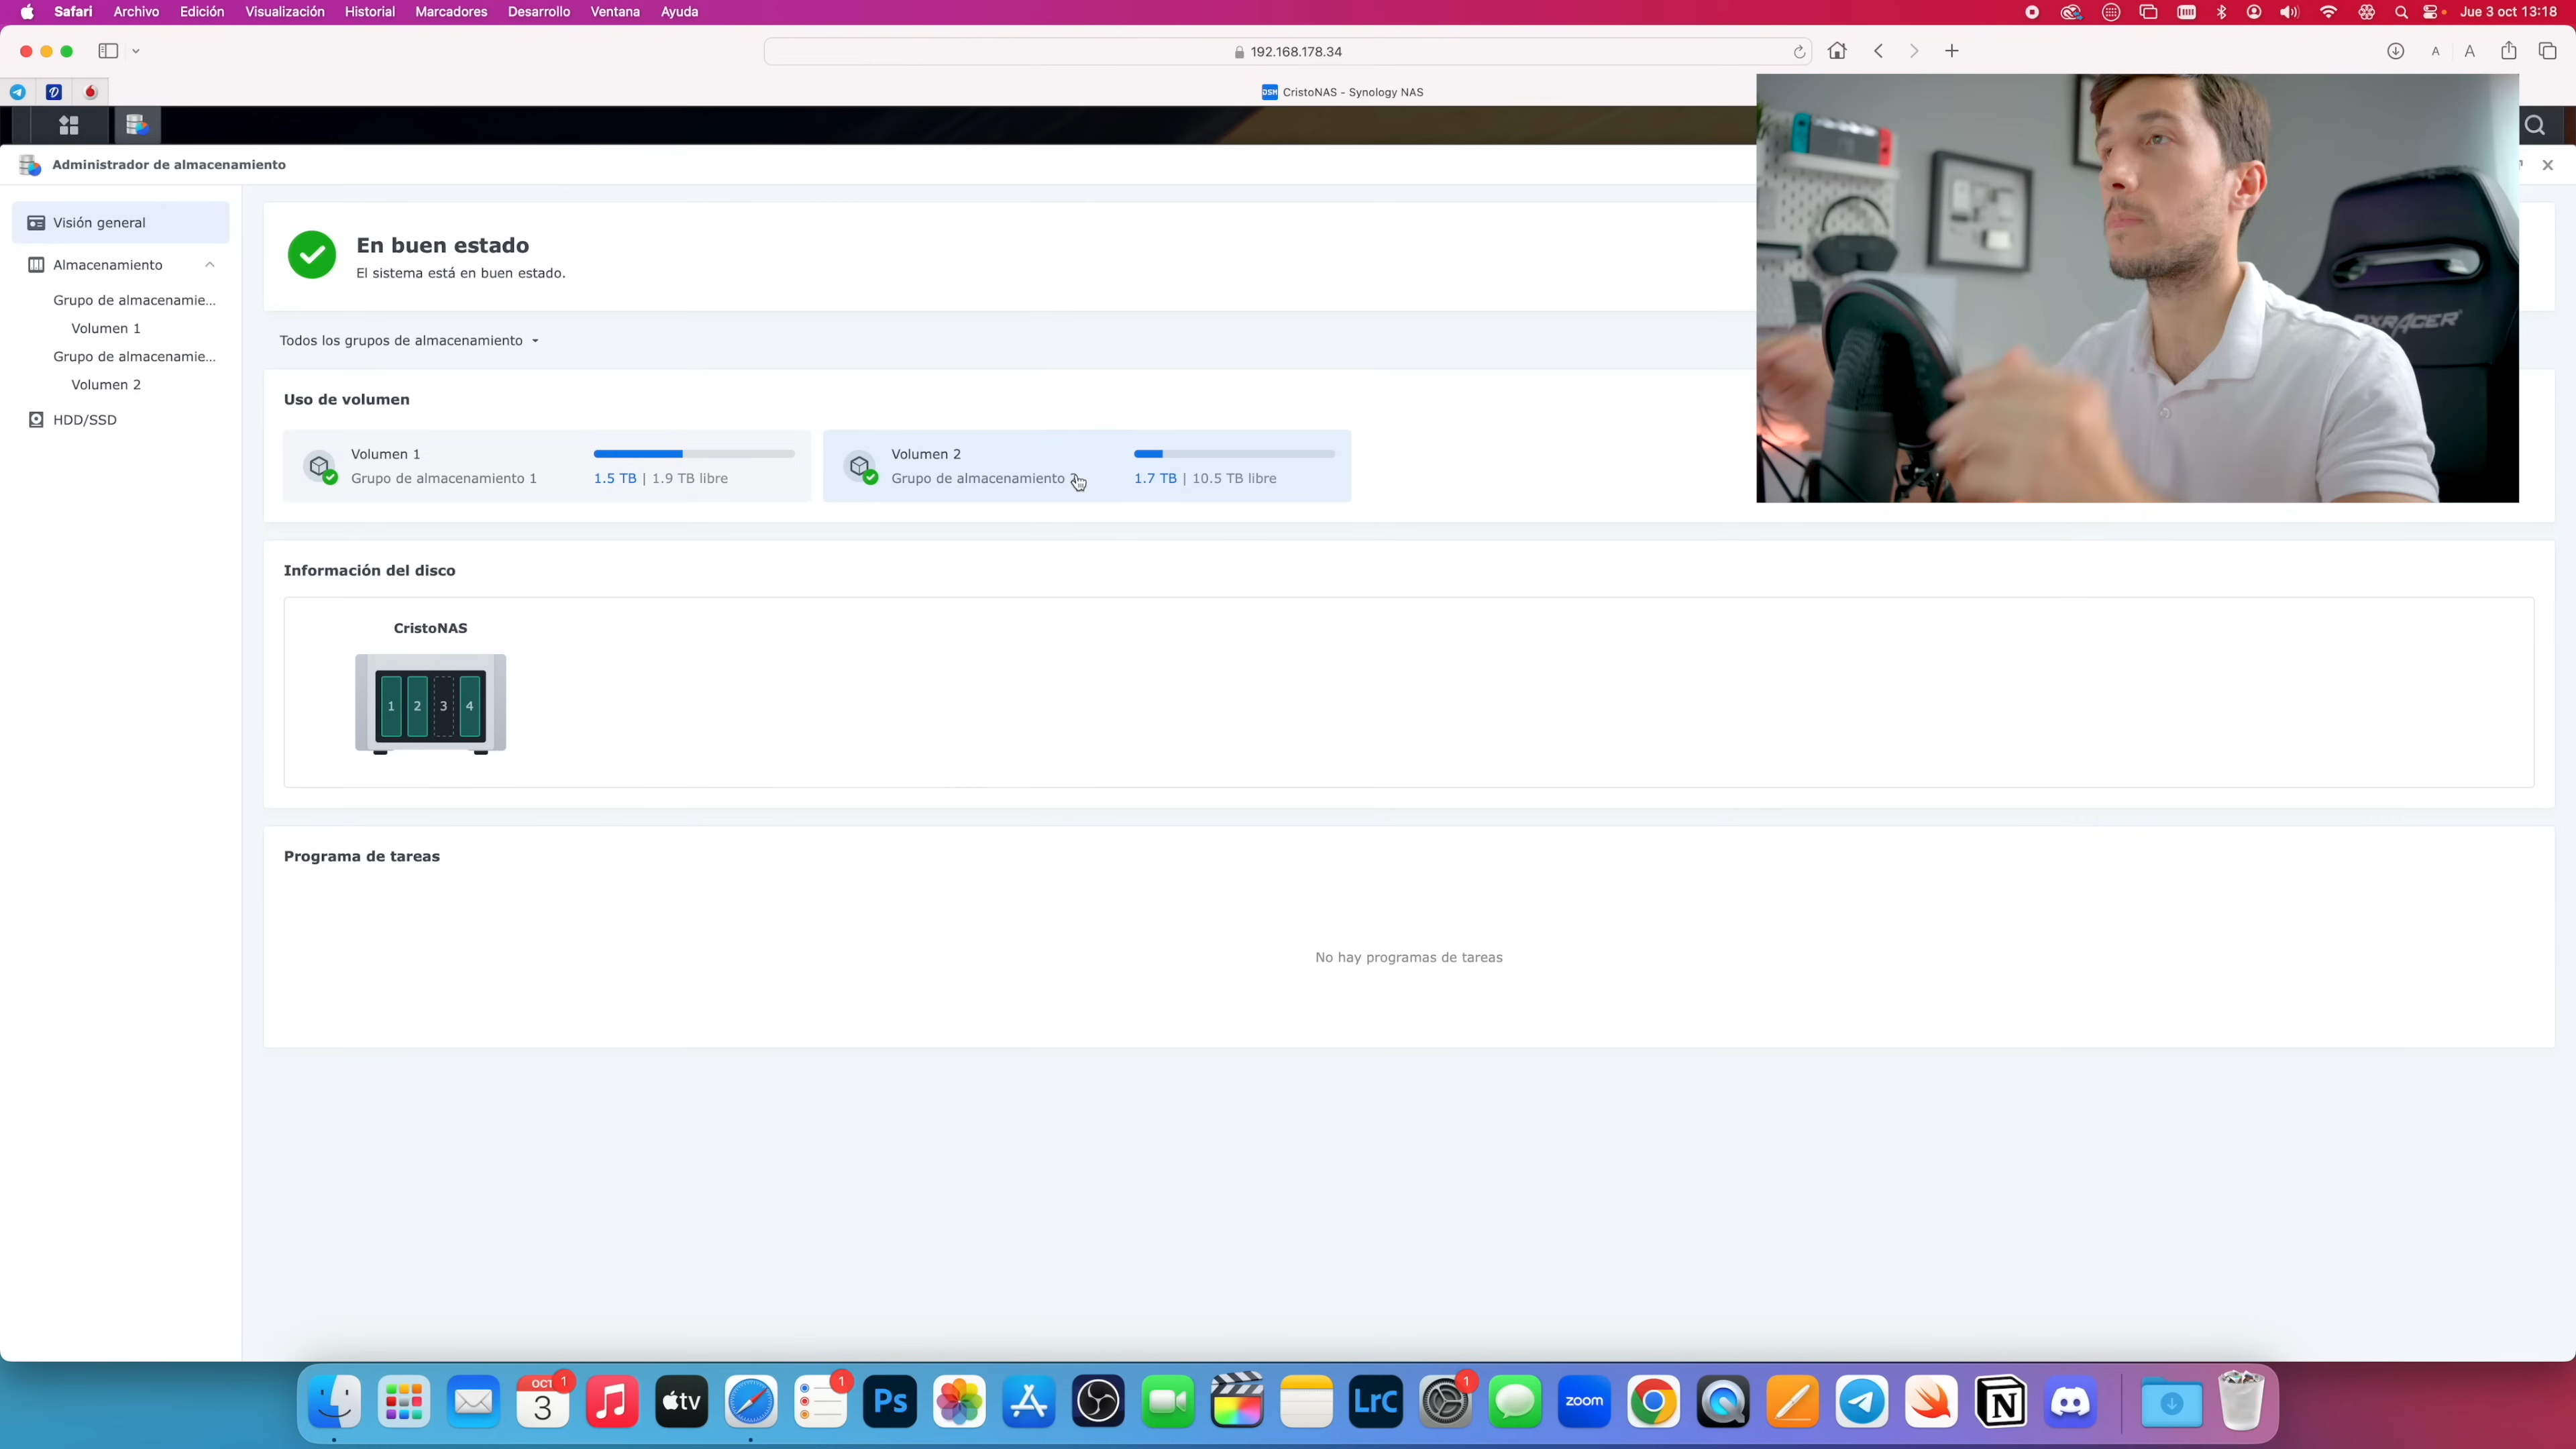 Safari Archivo Edición Visualización Historial Marcadores Desarrollo Ventana Ayuda
Jue 3 oct 13:18
192.168.178.34
A A
DSM CristoNAS - Synology NAS
Administrador de almacenamiento
Visión general
Almacenamiento
Grupo de almacenamie...
Volumen 1
Grupo de almacenamie...
Volumen 2
HDD/SSD
En buen estado
El sistema está en buen estado.
Todos los grupos de almacenamiento
Uso de volumen
Volumen 1
Grupo de almacenamiento 1
1.5 TB | 1.9 TB libre
Volumen 2
Grupo de almacenamiento
1.7 TB | 10.5 TB libre
Información del disco
CristoNAS
1 2 3 4
Programa de tareas
No hay programas de tareas
DXRACER
OCT
3
1
tv
1
Ps
LrC
1
zoom